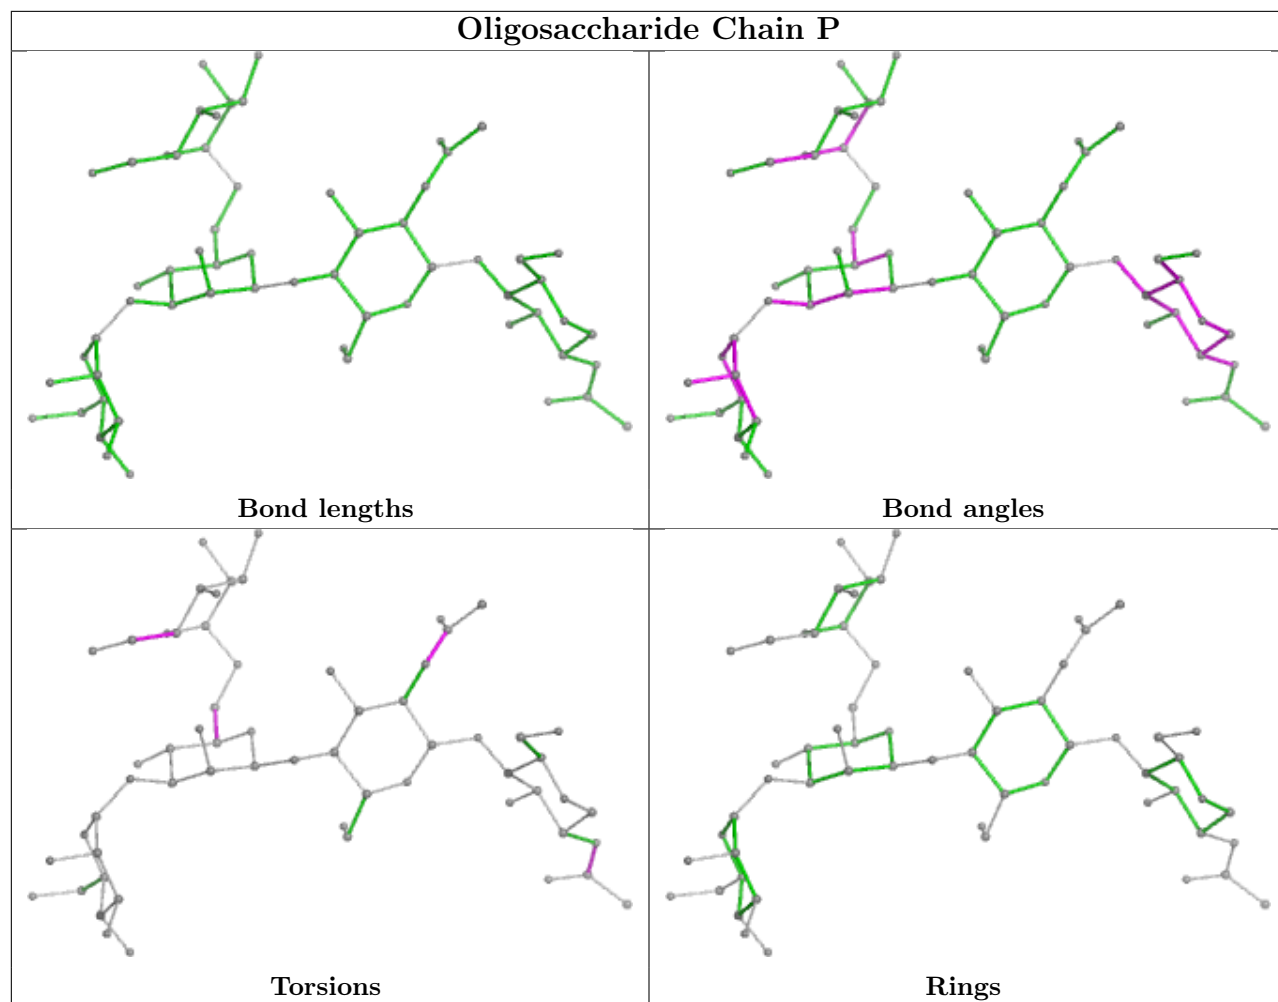 Oligosaccharide Chain P
Bond lengths
Bond angles
Torsions
Rings